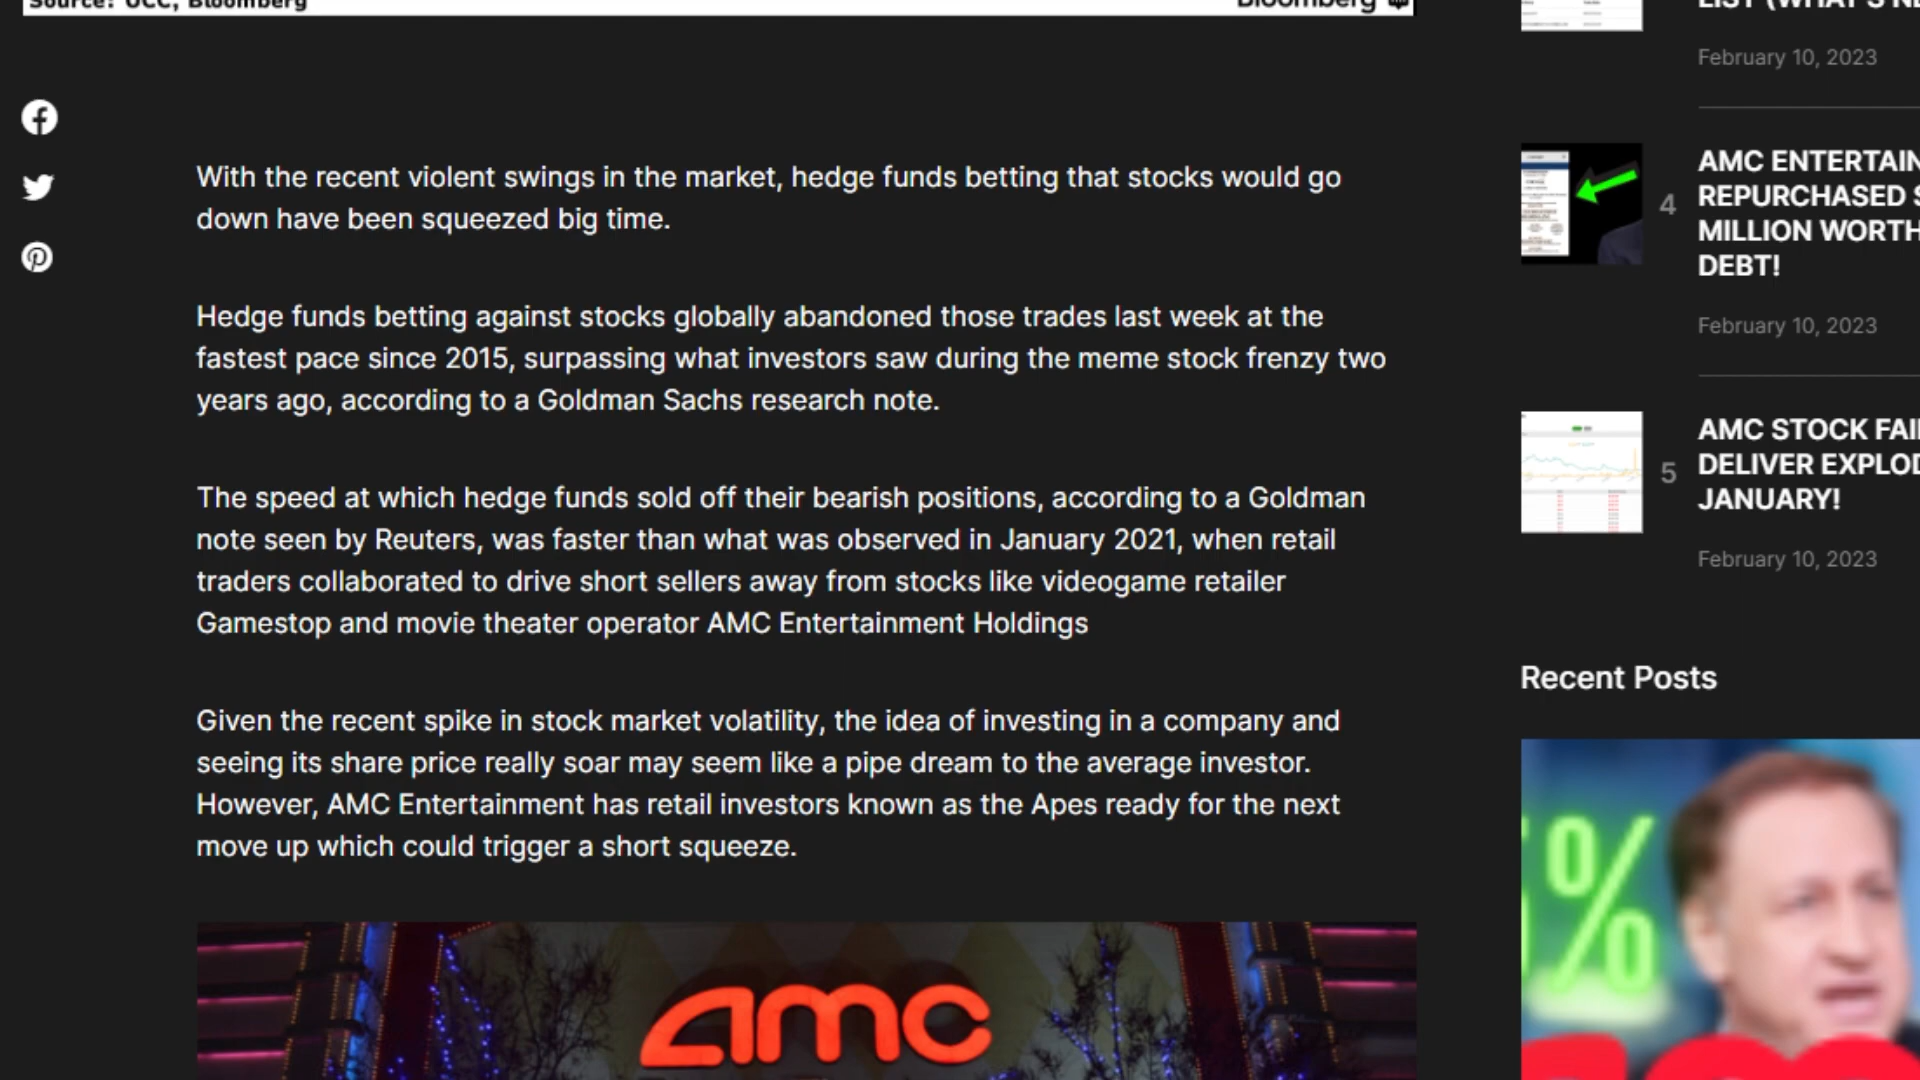 Source: OCC, Bloomberg
Bloomberg
With the recent violent swings in the market, hedge funds betting that stocks would go
down have been squeezed big time.
Hedge funds betting against stocks globally abandoned those trades last week at the
fastest pace since 2015, surpassing what investors saw during the meme stock frenzy two
years ago, according to a Goldman Sachs research note.
The speed at which hedge funds sold off their bearish positions, according to a Goldman
note seen by Reuters, was faster than what was observed in January 2021, when retail
traders collaborated to drive short sellers away from stocks like videogame retailer
Gamestop and movie theater operator AMC Entertainment Holdings
Given the recent spike in stock market volatility, the idea of investing in a company and
seeing its share price really soar may seem like a pipe dream to the average investor.
However, AMC Entertainment has retail investors known as the Apes ready for the next
move up which could trigger a short squeeze.
amc
February 10, 2023
4
AMC ENTERTAIN
REPURCHASED
MILLION WORTH
DEBT!
February 10, 2023
5
AMC STOCK FAI
DELIVER EXPLO
JANUARY!
February 10, 2023
Recent Posts
%